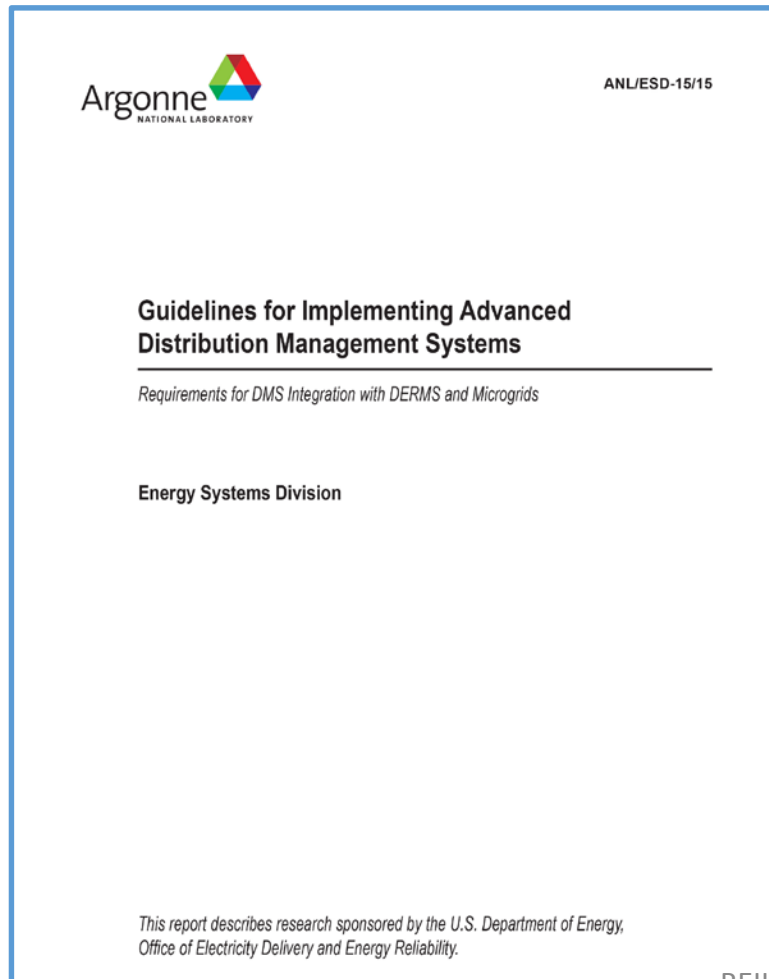 Argonne
NATIONAL LABORATORY
ANL/ESD-15/15
Guidelines for Implementing Advanced
Distribution Management Systems
Requirements for DMS Integration with DERMS and Microgrids
Energy Systems Division
This report describes research sponsored by the U.S. Department of Energy,
Office of Electricity Delivery and Energy Reliability.